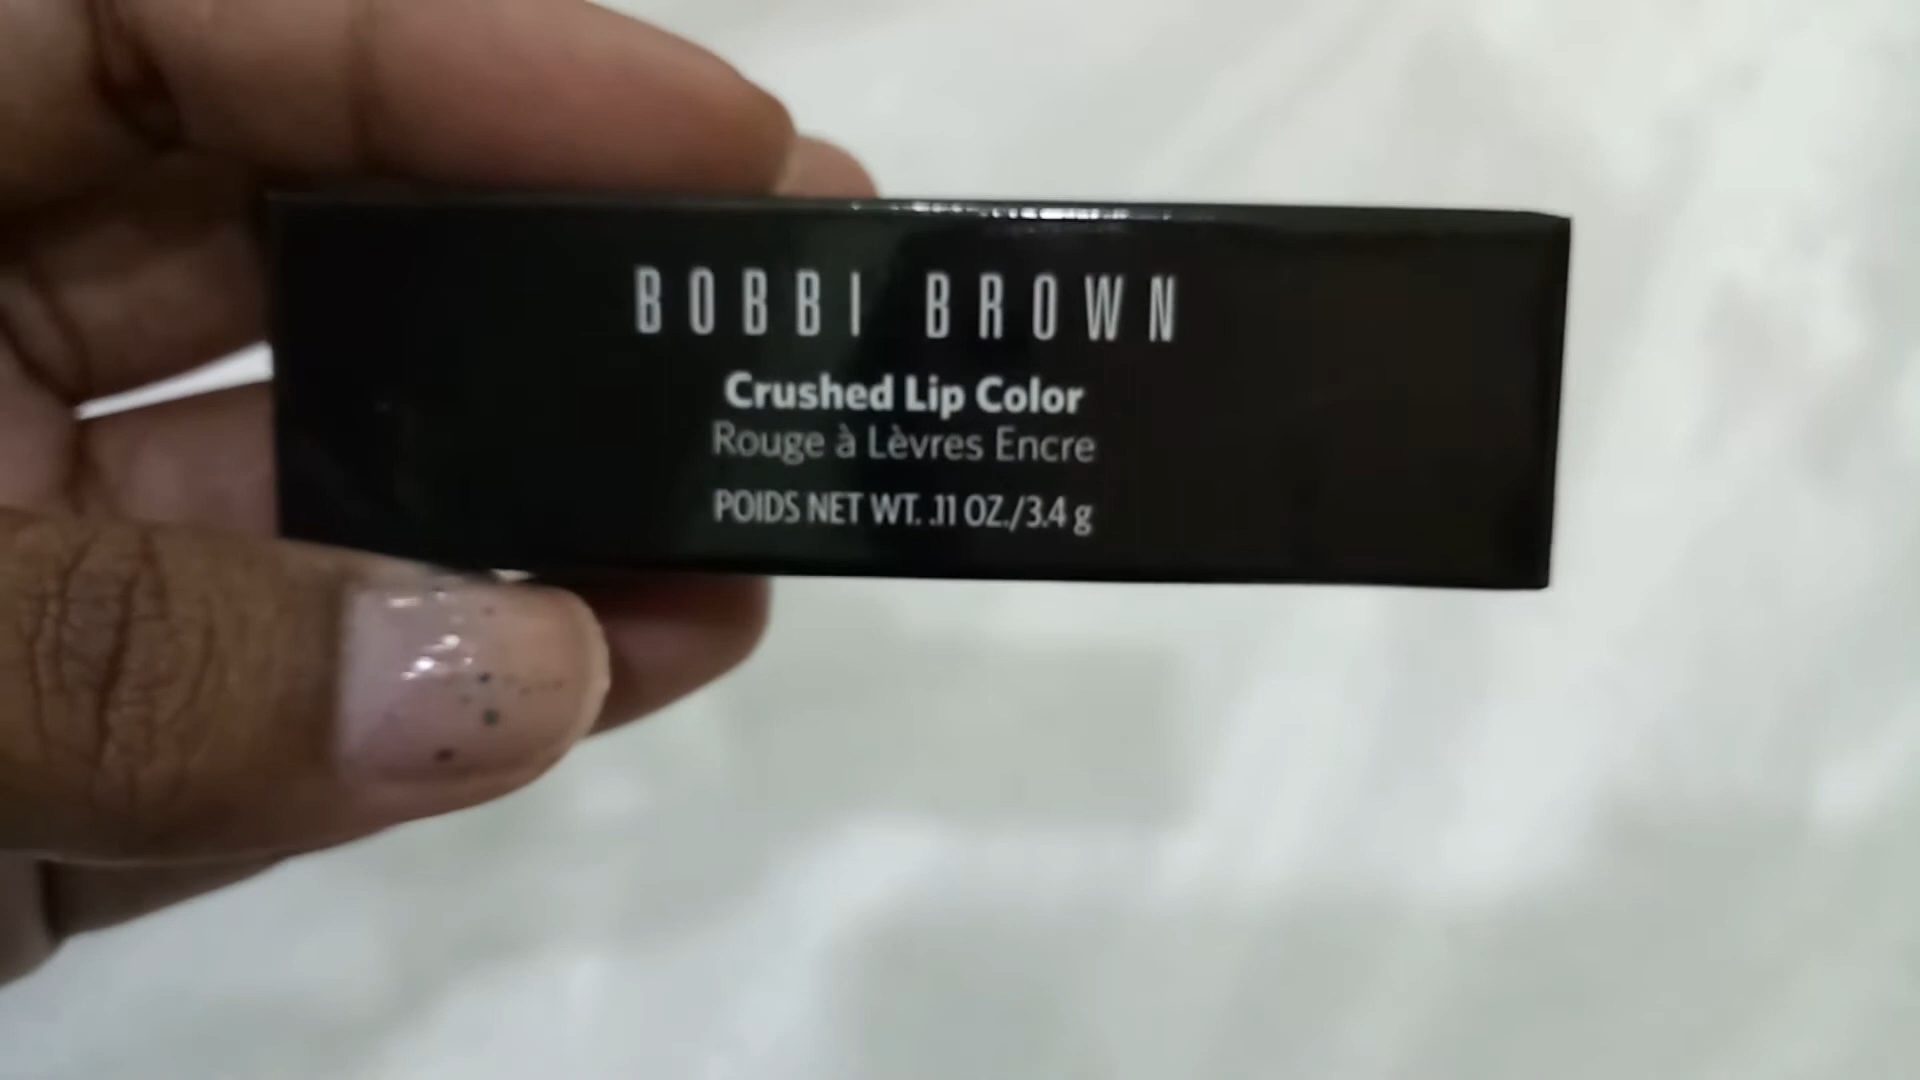 BOBBI BROWN
Crushed Lip Color
Rouge à Lèvres Encre
POIDS NET WT. .11 OZ./3.4 g